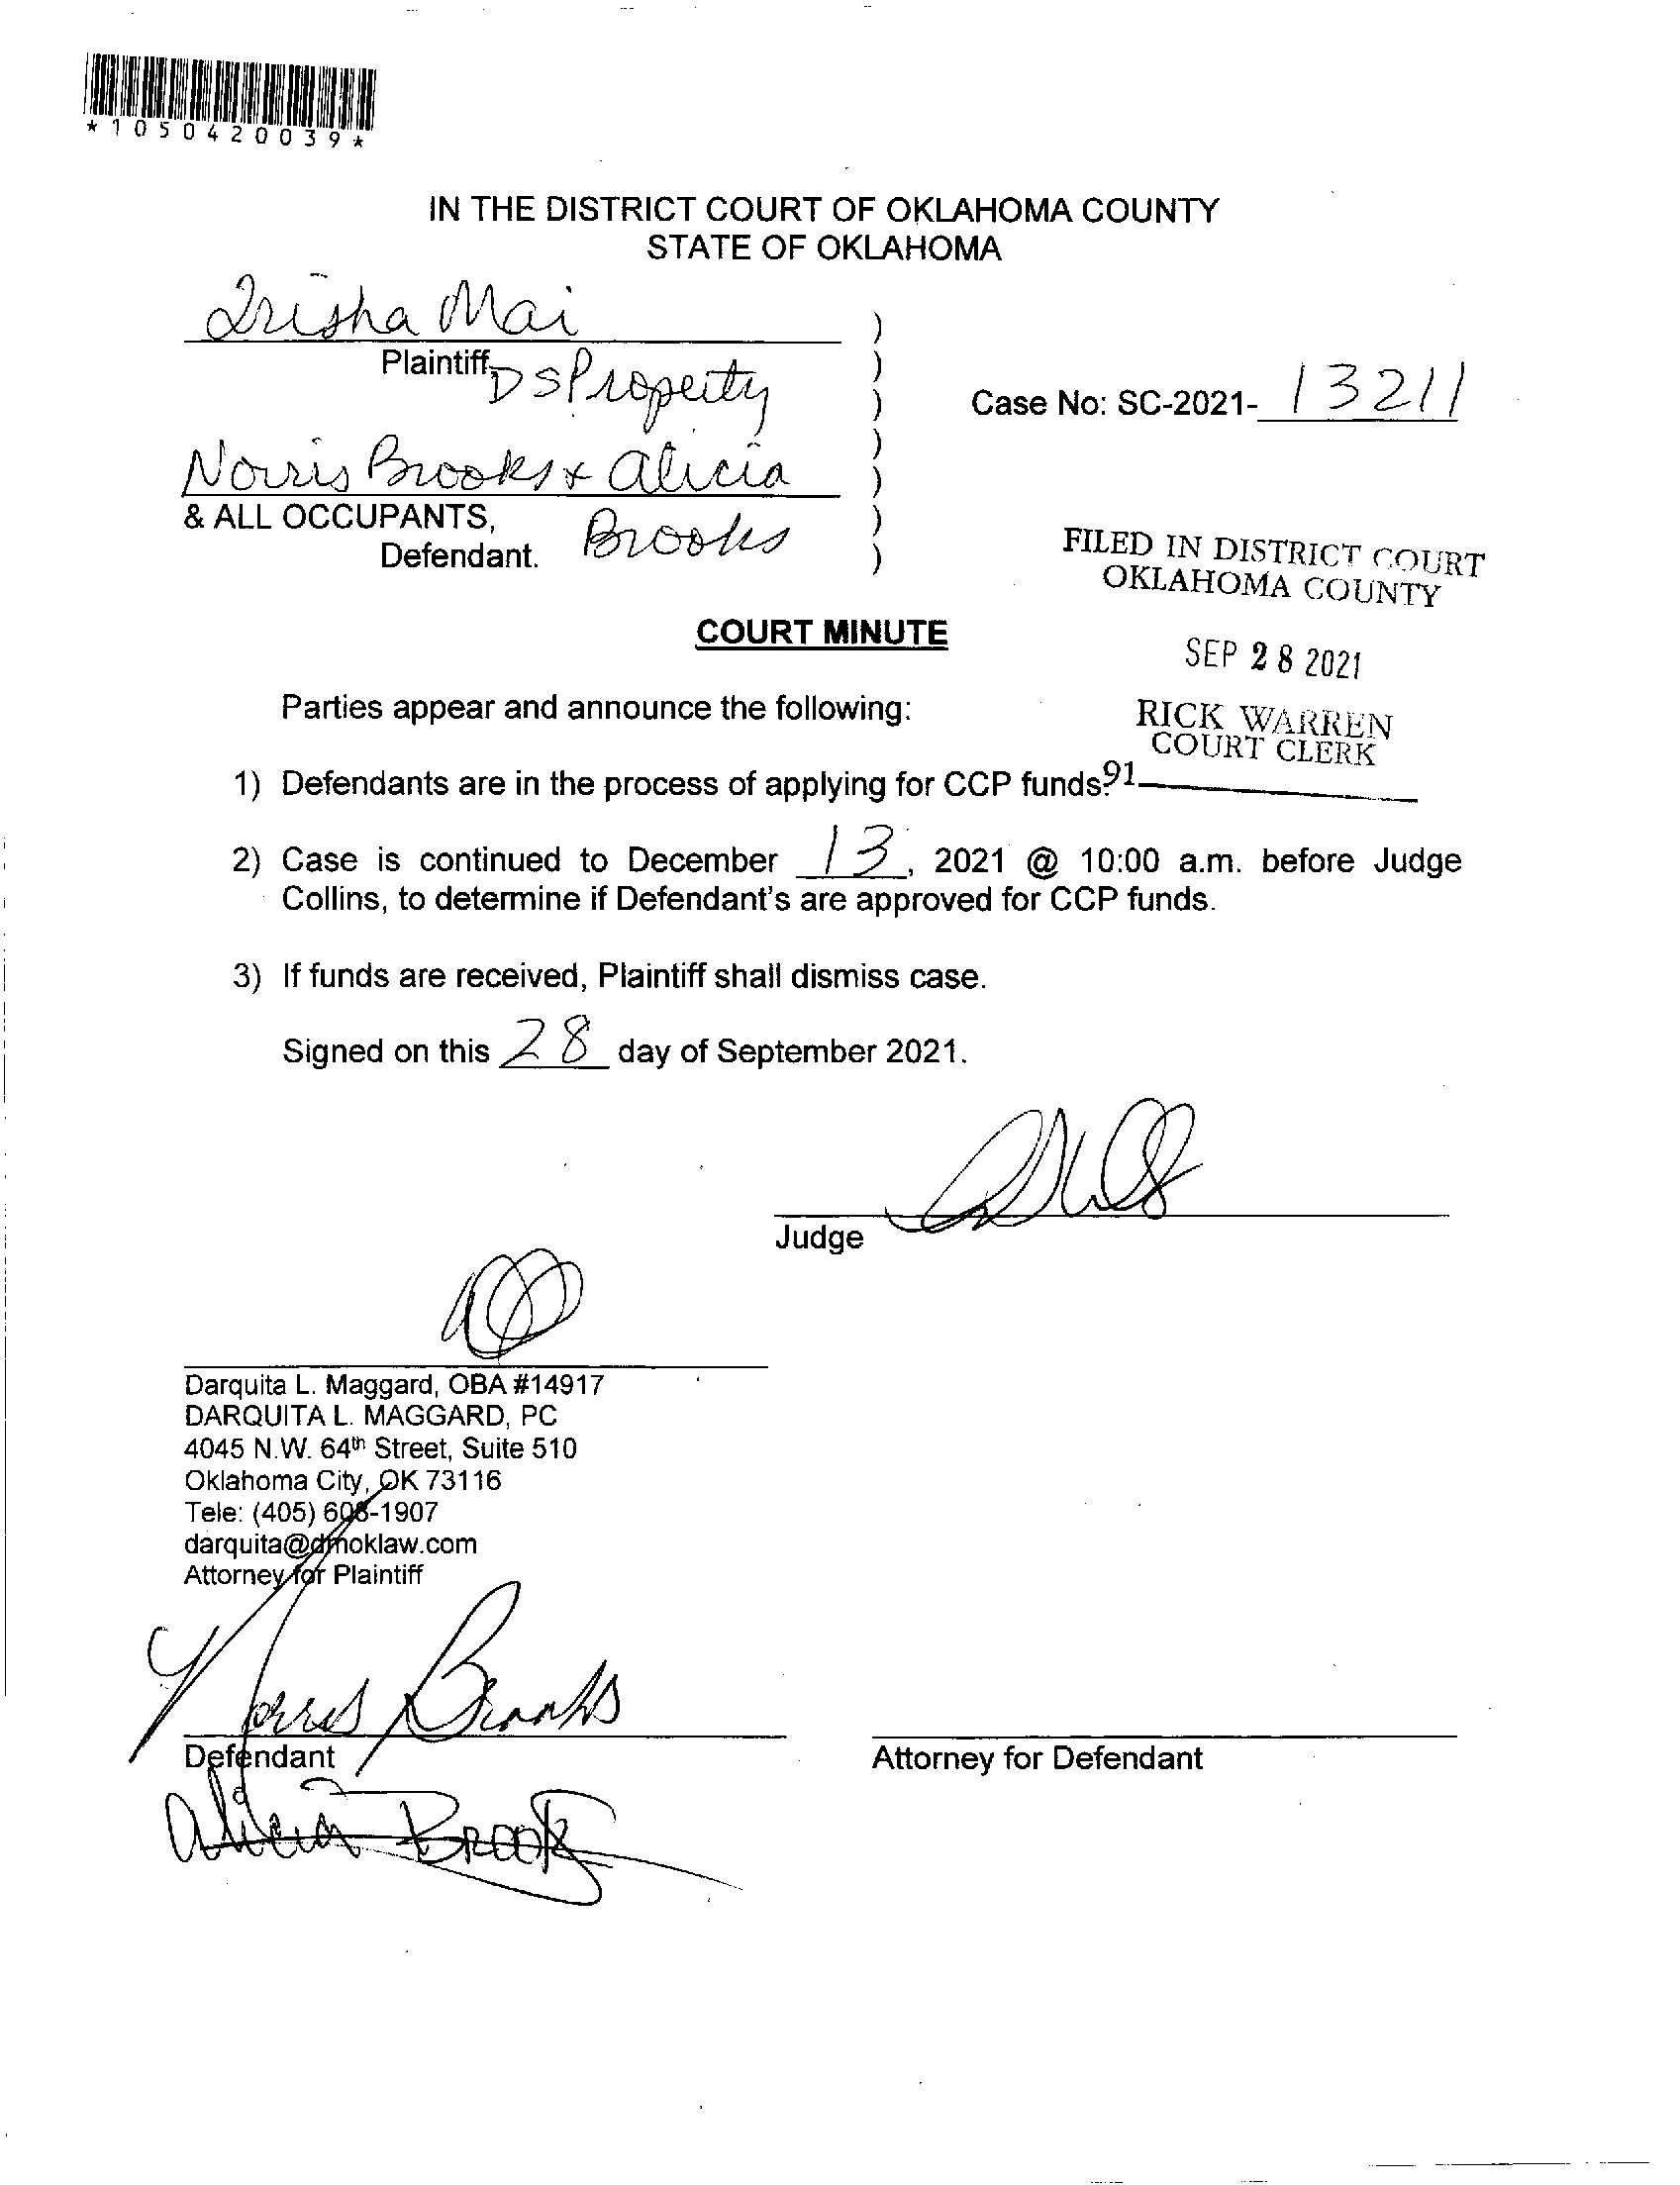 *1050420039*
IN THE DISTRICT COURT OF OKLAHOMA COUNTY
STATE OF OKLAHOMA
Trisha Mai )
Plaintiff, DS Property )
Case No: SC-2021- 13211 )
Norris Brooks & Alicia )
& ALL OCCUPANTS, Brooks )
Defendant. )
FILED IN DISTRICT COURT
OKLAHOMA COUNTY
COURT MINUTE
SEP 28 2021
Parties appear and announce the following:
RICK WARREN
COURT CLERK
1) Defendants are in the process of applying for CCP funds.
91
2) Case is continued to December 13, 2021 @ 10:00 a.m. before Judge
Collins, to determine if Defendant's are approved for CCP funds.
3) If funds are received, Plaintiff shall dismiss case.
Signed on this 28 day of September 2021.
Judge
Darquita L. Maggard, OBA #14917
DARQUITA L. MAGGARD, PC
4045 N.W. 64th Street, Suite 510
Oklahoma City, OK 73116
Tele: (405) 608-1907
darquita@dmoklaw.com
Attorney for Plaintiff
Norris Brooks
Defendant
Attorney for Defendant
Alicia Brooks